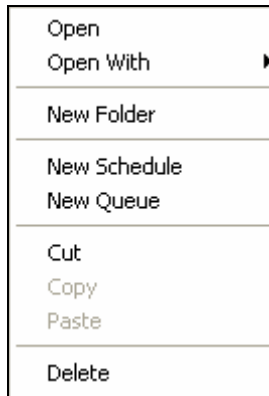 Open
Open With
New Folder
New Schedule
New Queue
Cut
Copy
Paste
Delete